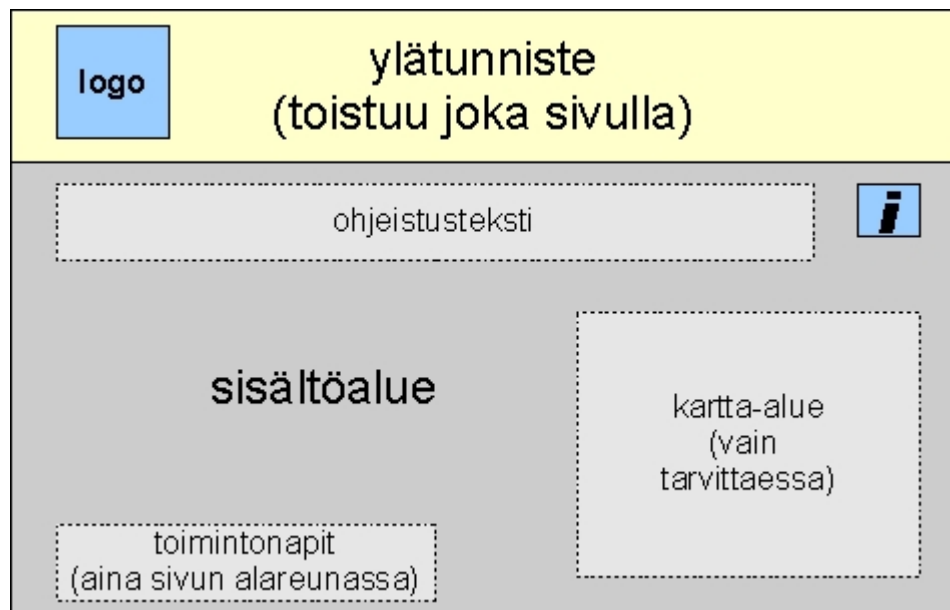 logo
ylätunniste
(toistuu joka sivulla)
ohjeistusteksti
i
sisältöalue
kartta-alue
(vain
tarvittaessa)
toimintonapit
(aina sivun alareunassa)